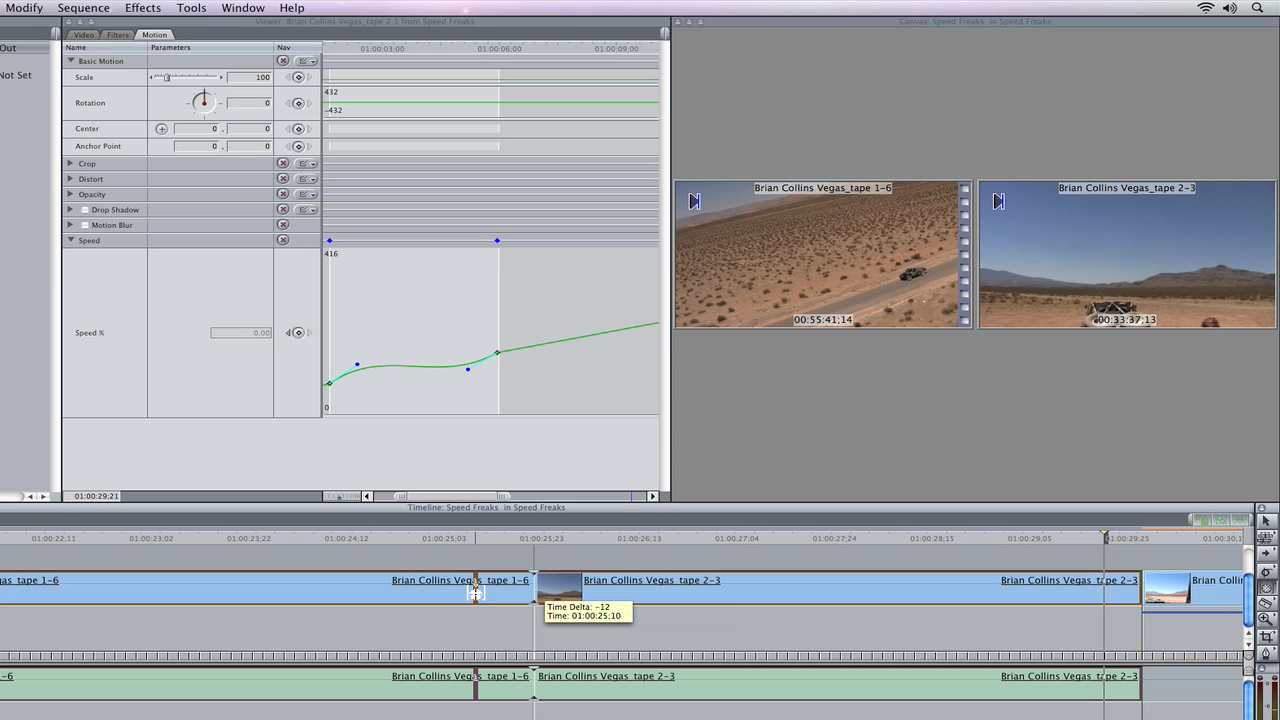 Modify Sequence Effects Tools Window Help
Viewer: Brian Collins Vegas_tape 2 1 from Speed Freaks
Canvas: Speed Freaks in Speed Freaks
Out
Video Filters Motion
Name Parameters Nav
01:00:03;00 01:00:06;00 01:00:09;00
Basic Motion
Not Set
Scale 100
432
Rotation 0
-432
Center 0 , 0
Anchor Point 0 , 0
Crop
Distort
Opacity
Drop Shadow
Motion Blur
Speed
416
Speed % 0.00
0
Brian Collins Vegas_tape 1-6
Brian Collins Vegas_tape 2-3
00:55:41;14
00:33:37;13
01:00:29;21
Timeline: Speed Freaks in Speed Freaks
01:00:22;11 01:00:23;02 01:00:23;22 01:00:24;12 01:00:25;03 01:00:25;23 01:00:26;13 01:00:27;04 01:00:27;24 01:00:28;15 01:00:29;05 01:00:29;25 01:00:30;1
as_tape 1-6 Brian Collins Vegas_tape 1-6 Brian Collins Vegas_tape 2-3 Brian Collins Vegas_tape 2-3 Brian Coll
Time Delta: -12
Time: 01:00:25;10
1-6 Brian Collins Vegas_tape 1-6 Brian Collins Vegas_tape 2-3 Brian Collins Vegas_tape 2-3